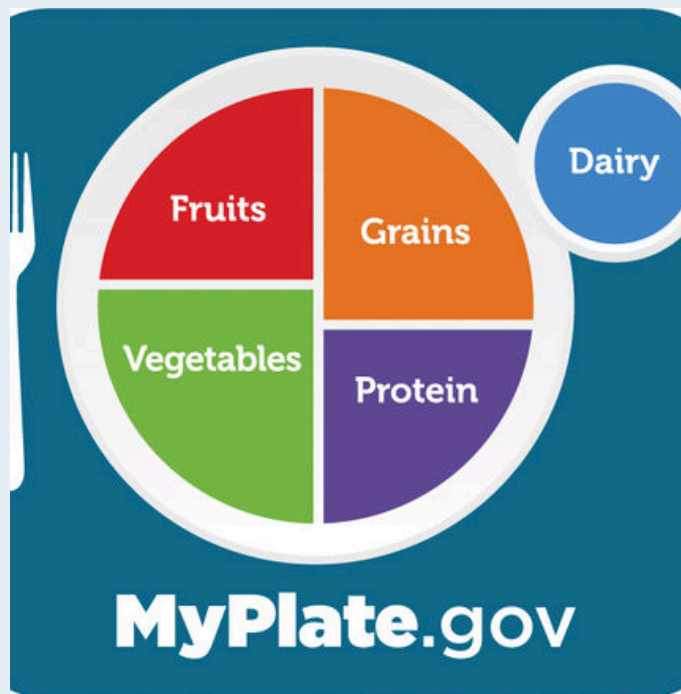 Fruits
Grains
Dairy
Vegetables
Protein
MyPlate.gov